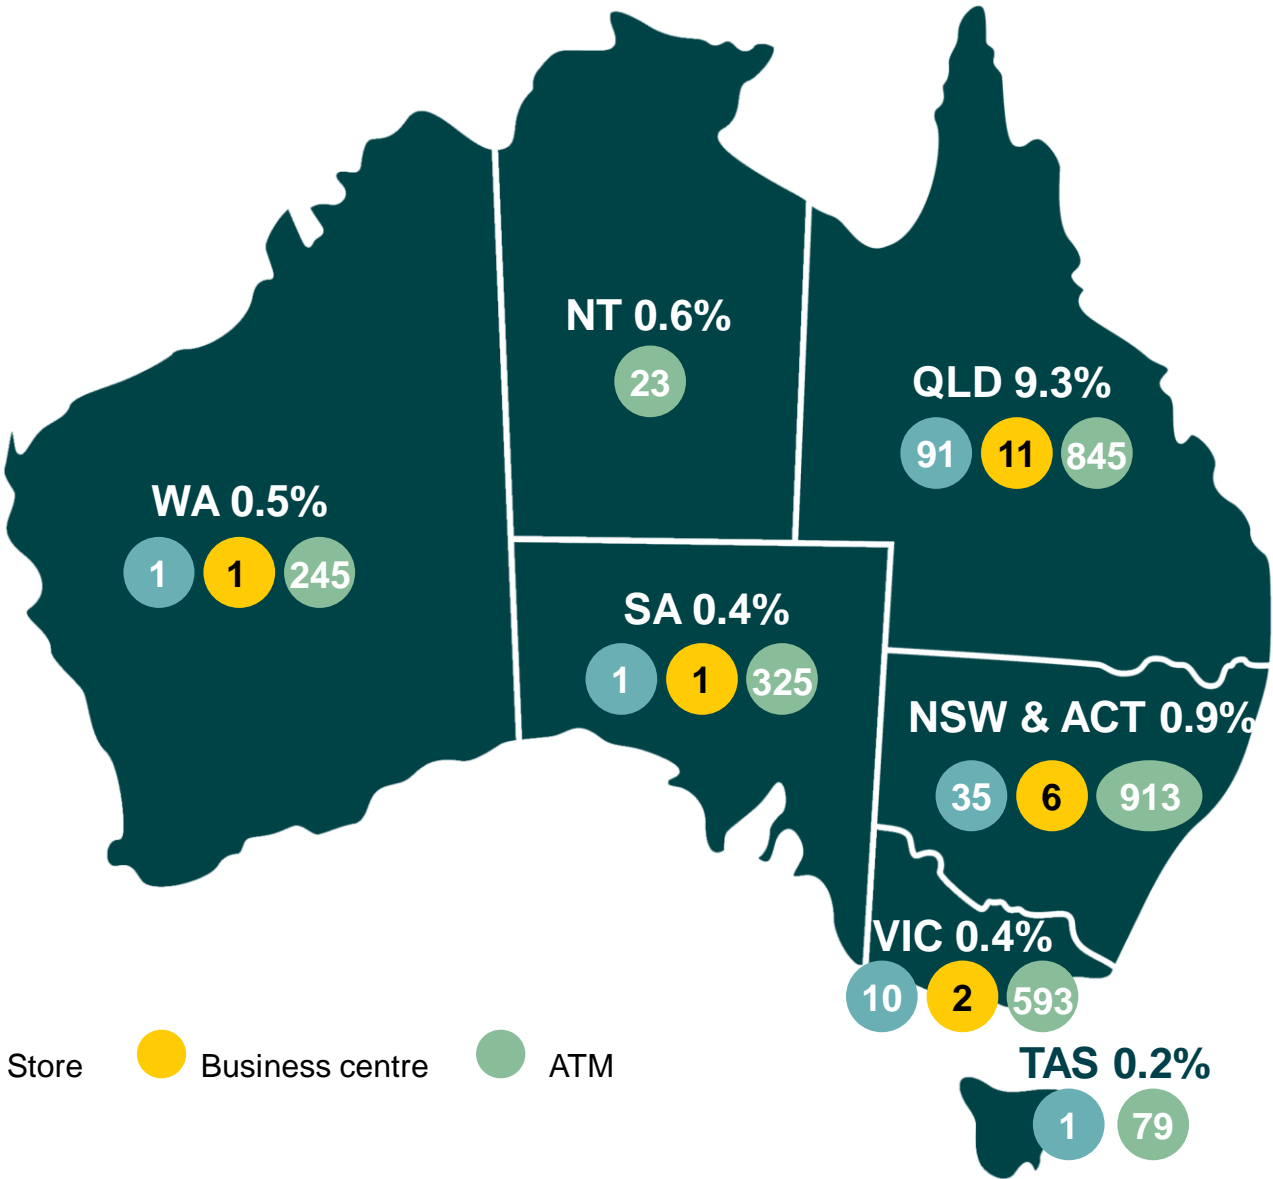 NT 0.6%
23
QLD 9.3%
91 11 845
WA 0.5%
1 1 245
SA 0.4%
1 1 325
NSW & ACT 0.9%
35 6 913
VIC 0.4%
10 2 593
Store Business centre ATM
TAS 0.2%
1 79